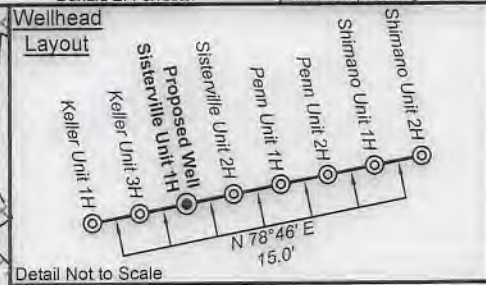 Wellhead
Layout
Keller Unit 1H
Keller Unit 3H
Proposed Well
Sisterville Unit 1H
Sisterville Unit 2H
Penn Unit 1H
Penn Unit 2H
Shimano Unit 1H
Shimano Unit 2H
N 78°46' E
15.0'
Detail Not to Scale